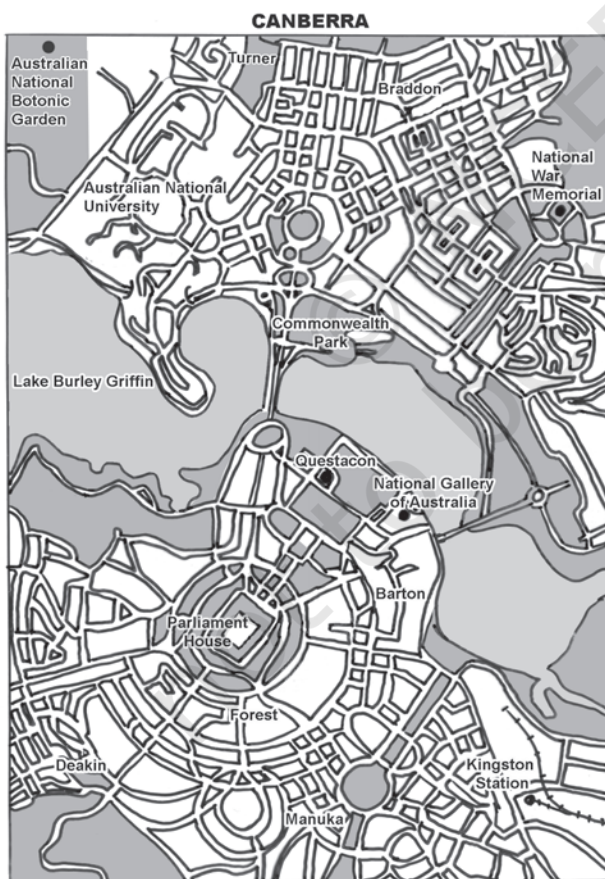 CANBERRA
Australian
National
Botonic
Garden
Turner
Braddon
National
War
Memorial
Australian National
University
Commonwealth
Park
Lake Burley Griffin
Questacon
National Gallery
of Australia
Barton
Parliament
House
Forest
Deakin
Kingston
Station
Manuka